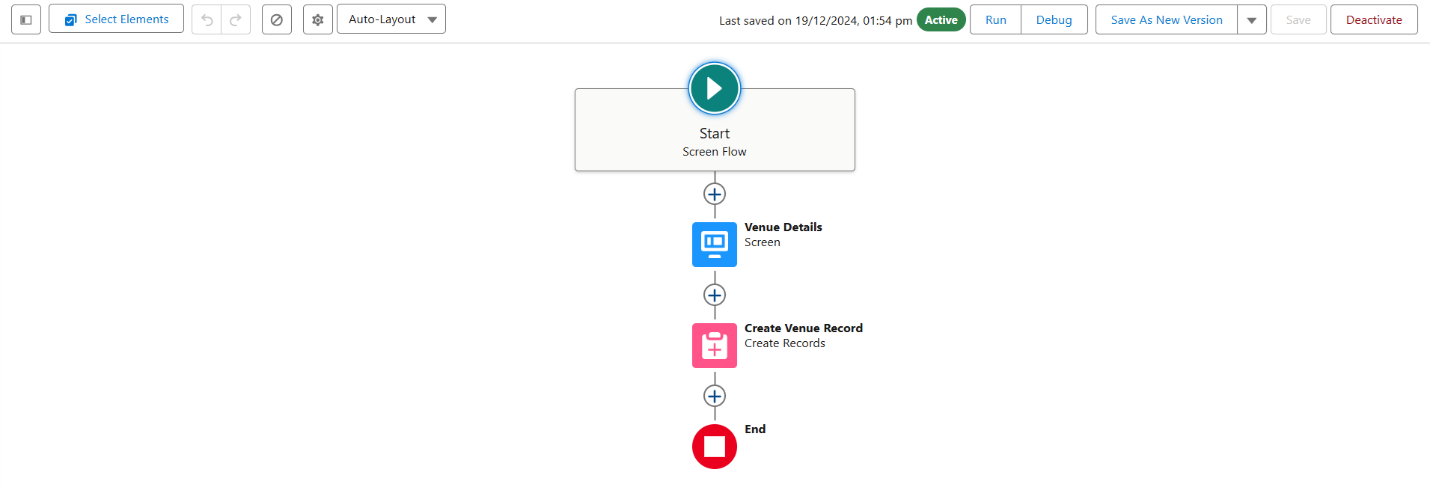 Select Elements
Auto-Layout
Last saved on 19/12/2024, 01:54 pm
Active
Run
Debug
Save As New Version
Save
Deactivate
Start
Screen Flow
Venue Details
Screen
Create Venue Record
Create Records
End